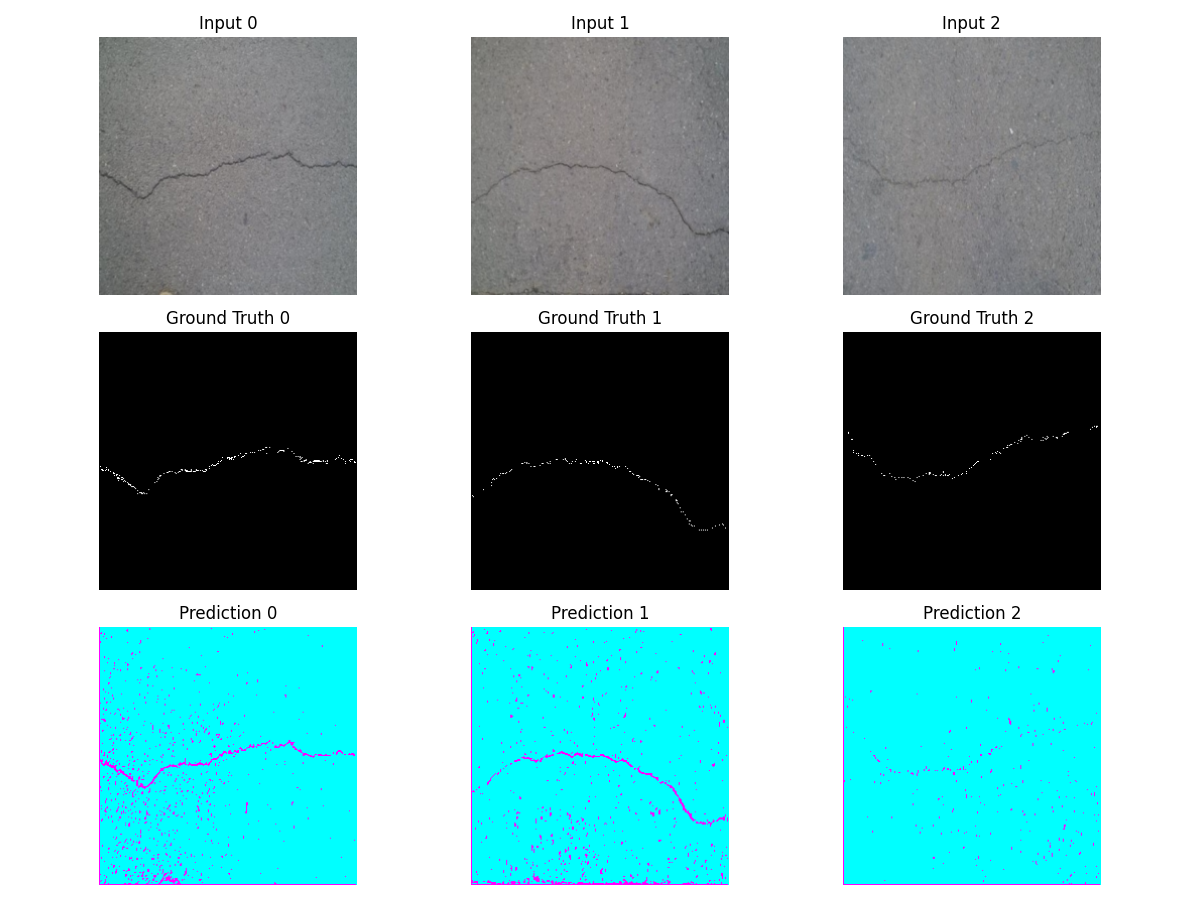 Input 0
Input 1
Input 2
Ground Truth 0
Ground Truth 1
Ground Truth 2
Prediction 0
Prediction 1
Prediction 2